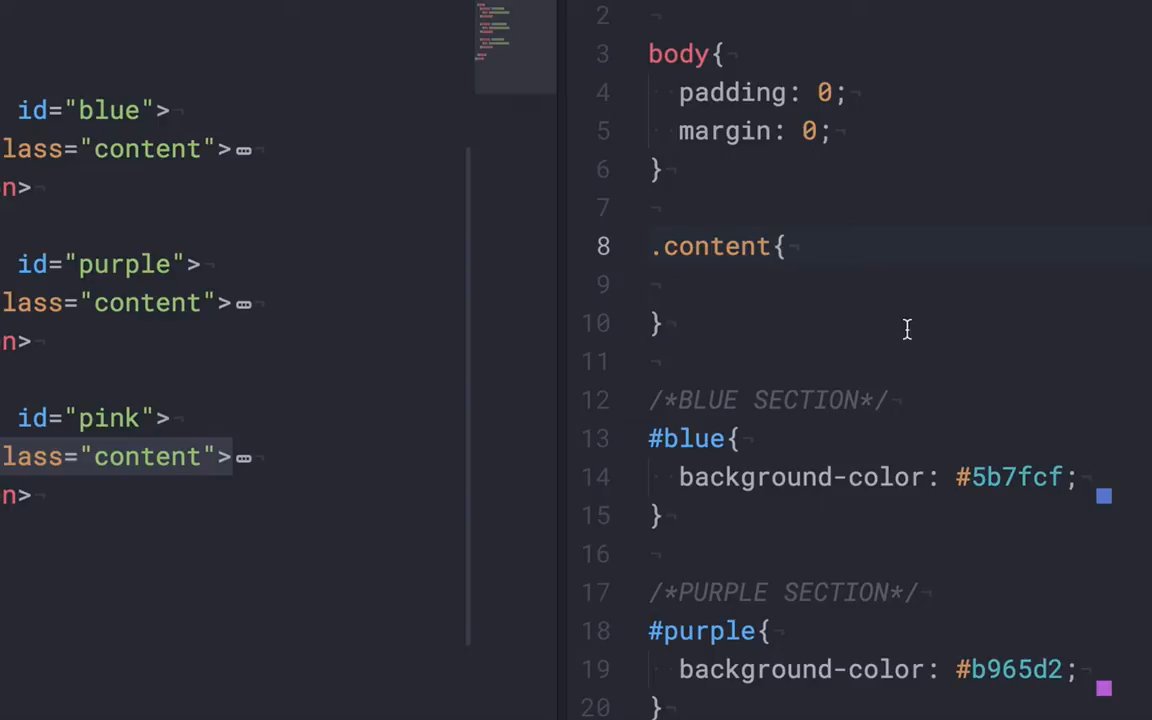 id="blue">
lass="content">
n>
id="purple">
lass="content">
n>
id="pink">
lass="content">
n>
2
3 body{
4 padding: 0;
5 margin: 0;
6 }
7
8 .content{
9
10 }
11
12 /*BLUE SECTION*/
13 #blue{
14 background-color: #5b7fcf;
15 }
16
17 /*PURPLE SECTION*/
18 #purple{
19 background-color: #b965d2;
20 }